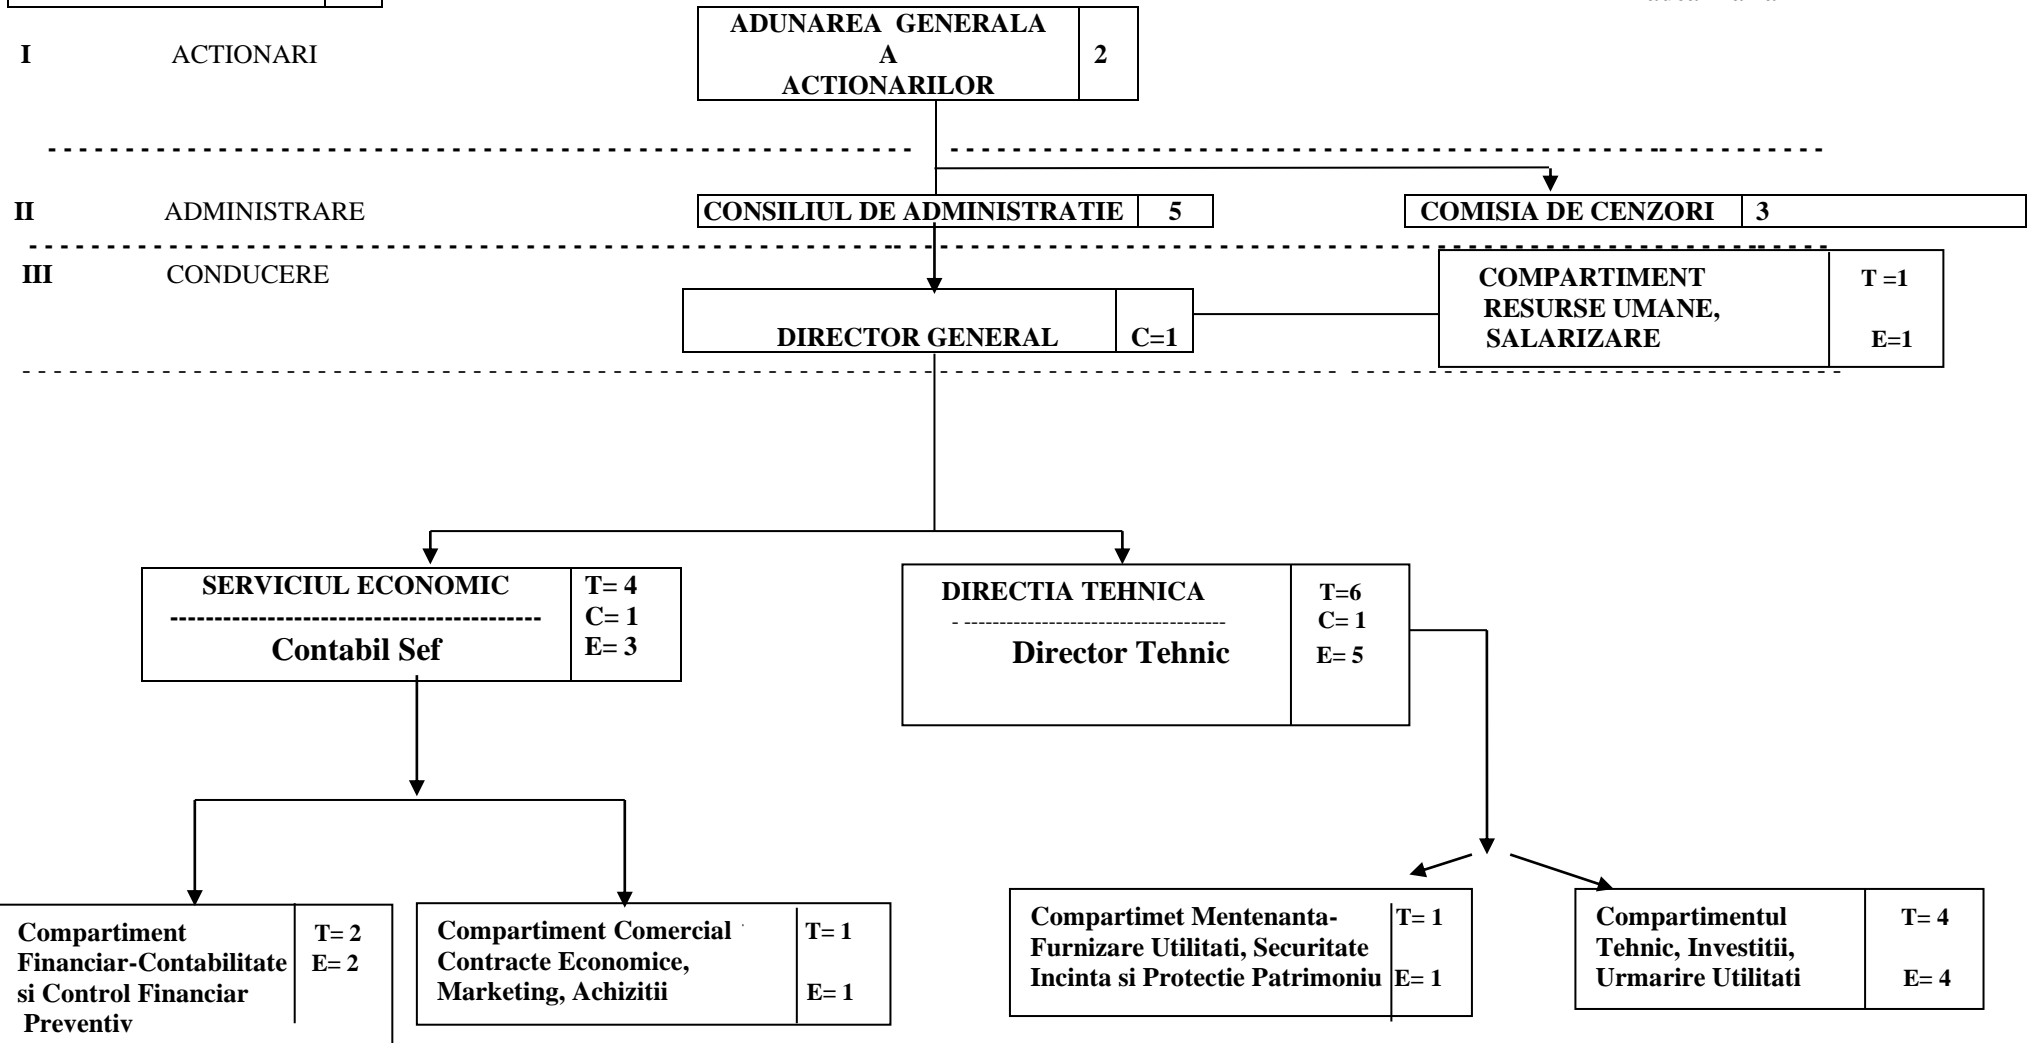 ADUNAREA GENERALA
A
ACTIONARILOR
2
I ACTIONARI
II ADMINISTRARE
CONSILIUL DE ADMINISTRATIE 5
COMISIA DE CENZORI 3
III CONDUCERE
DIRECTOR GENERAL C=1
COMPARTIMENT
RESURSE UMANE,
SALARIZARE
T =1
E=1
SERVICIUL ECONOMIC
Contabil Sef
T= 4
C= 1
E= 3
DIRECTIA TEHNICA
Director Tehnic
T=6
C= 1
E= 5
Compartiment
Financiar-Contabilitate
si Control Financiar
Preventiv
T= 2
E= 2
Compartiment Comercial
Contracte Economice,
Marketing, Achizitii
T= 1
E= 1
Compartimet Mentenanta-
Furnizare Utilitati, Securitate
Incinta si Protectie Patrimoniu
T= 1
E= 1
Compartimentul
Tehnic, Investitii,
Urmarire Utilitati
T= 4
E= 4